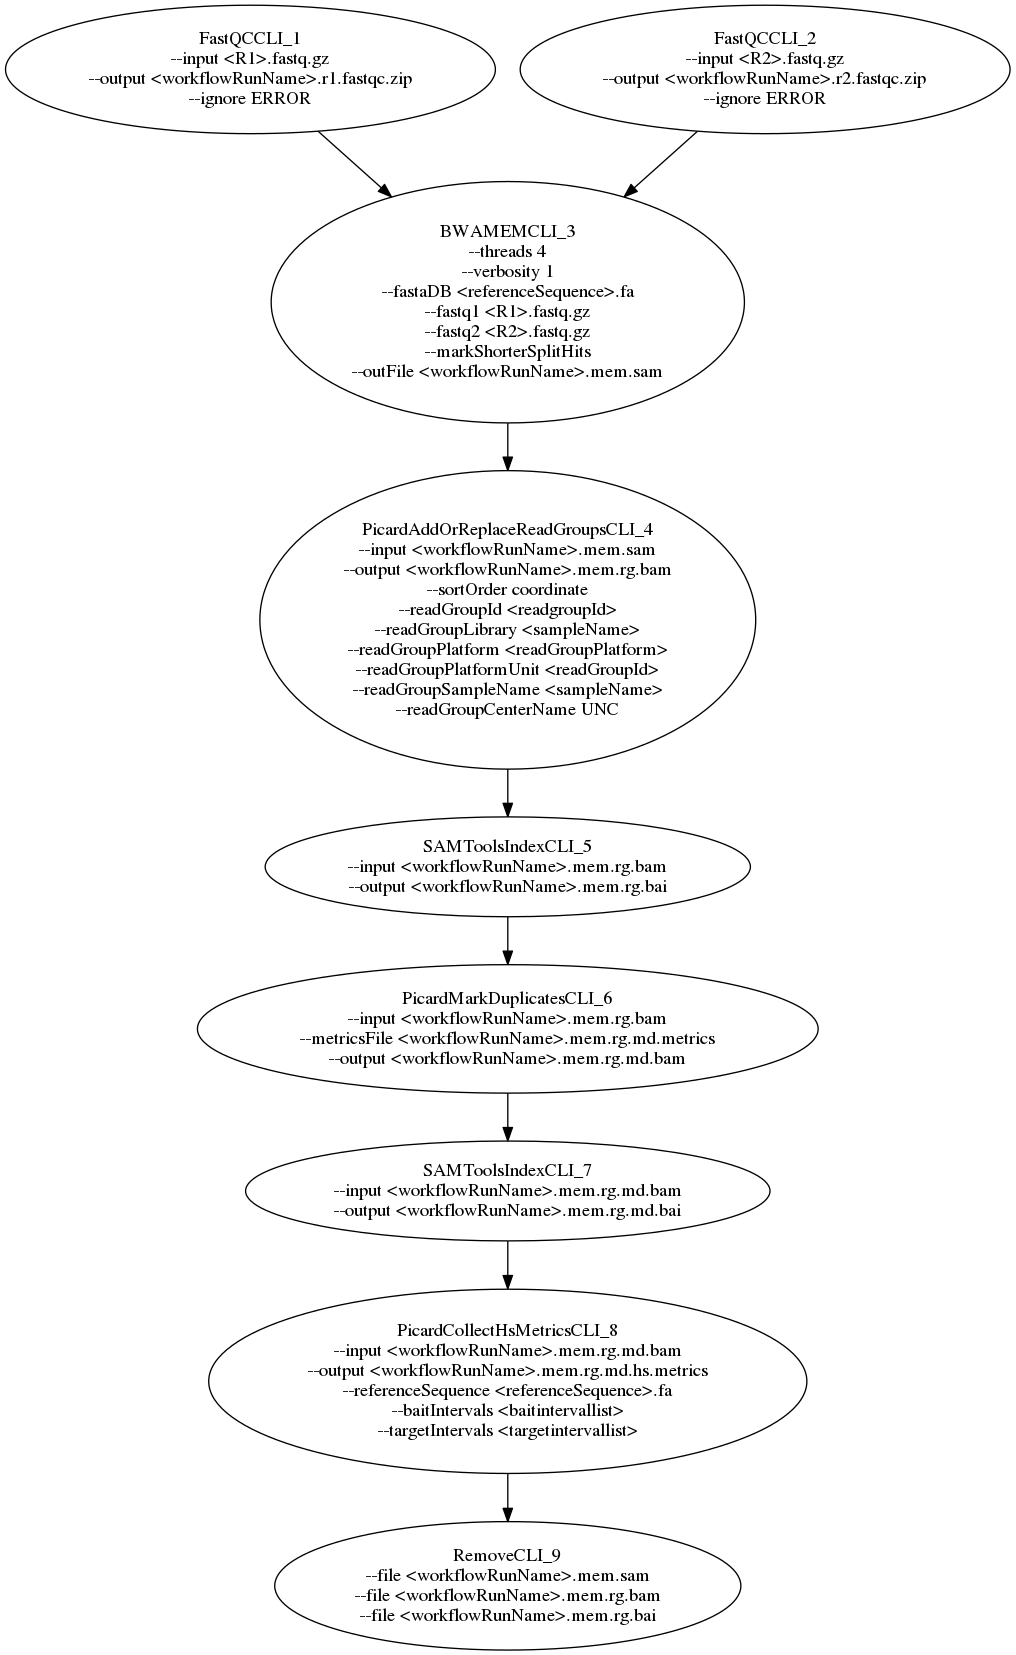 FastQCCLI_1
--input <R1>.fastq.gz
--output <workflowRunName>.r1.fastqc.zip
--ignore ERROR
FastQCCLI_2
--input <R2>.fastq.gz
--output <workflowRunName>.r2.fastqc.zip
--ignore ERROR
BWAMEMCLI_3
--threads 4
--verbosity 1
--fastaDB <referenceSequence>.fa
--fastq1 <R1>.fastq.gz
--fastq2 <R2>.fastq.gz
--markShorterSplitHits
--outFile <workflowRunName>.mem.sam
PicardAddOrReplaceReadGroupsCLI_4
--input <workflowRunName>.mem.sam
--output <workflowRunName>.mem.rg.bam
--sortOrder coordinate
--readGroupId <readgroupId>
--readGroupLibrary <sampleName>
--readGroupPlatform <readGroupPlatform>
--readGroupPlatformUnit <readGroupId>
--readGroupSampleName <sampleName>
--readGroupCenterName UNC
SAMToolsIndexCLI_5
--input <workflowRunName>.mem.rg.bam
--output <workflowRunName>.mem.rg.bai
PicardMarkDuplicatesCLI_6
--input <workflowRunName>.mem.rg.bam
--metricsFile <workflowRunName>.mem.rg.md.metrics
--output <workflowRunName>.mem.rg.md.bam
SAMToolsIndexCLI_7
--input <workflowRunName>.mem.rg.md.bam
--output <workflowRunName>.mem.rg.md.bai
PicardCollectHsMetricsCLI_8
--input <workflowRunName>.mem.rg.md.bam
--output <workflowRunName>.mem.rg.md.hs.metrics
--referenceSequence <referenceSequence>.fa
--baitIntervals <baitintervallist>
--targetIntervals <targetintervallist>
RemoveCLI_9
--file <workflowRunName>.mem.sam
--file <workflowRunName>.mem.rg.bam
--file <workflowRunName>.mem.rg.bai